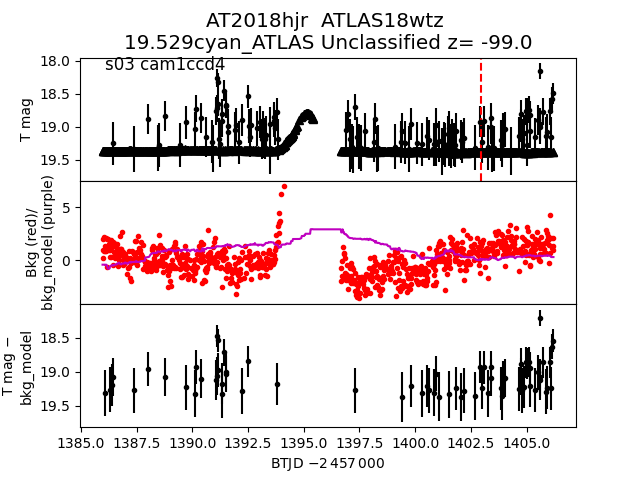 AT2018hjr  ATLAS18wtz
19.529cyan_ATLAS Unclassified z= -99.0
s03 cam1ccd4
T mag
18.0
18.5
19.0
19.5
Bkg (red)/
bkg_model (purple)
5
0
T mag −
bkg_model
18.5
19.0
19.5
1385.0 1387.5 1390.0 1392.5 1395.0 1397.5 1400.0 1402.5 1405.0
BTJD −2 457 000